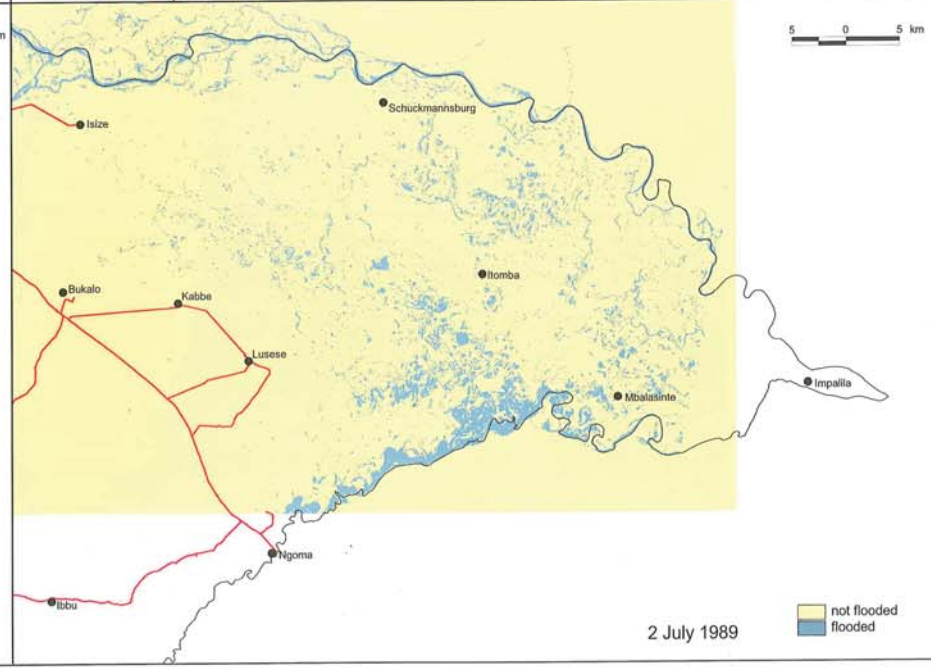 m
5 0 5 km
Schuckmannsburg
Isize
Itomba
Bukalo
Kabbe
Lusese
Impalila
Mbalasinte
Ngoma
Ibbu
not flooded
flooded
2 July 1989